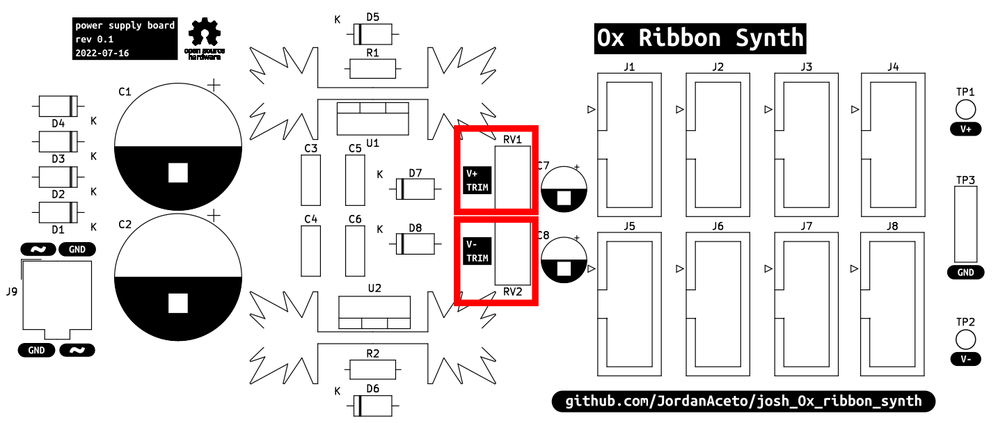 power supply board
rev 0.1
2022-07-16
open source
hardware
K
D5
R1
Ox Ribbon Synth
C1
D4
K
D3
K
D2
K
D1
K
U1
C3
C5
K
D7
RV1
V+
TRIM
C7
J1
J2
J3
J4
TP1
V+
TP3
GND
C2
~
GND
J9
GND
~
C4
C6
K
D8
V-
TRIM
RV2
C8
J5
J6
J7
J8
TP2
V-
U2
R2
K
D6
github.com/JordanAceto/josh_Ox_ribbon_synth